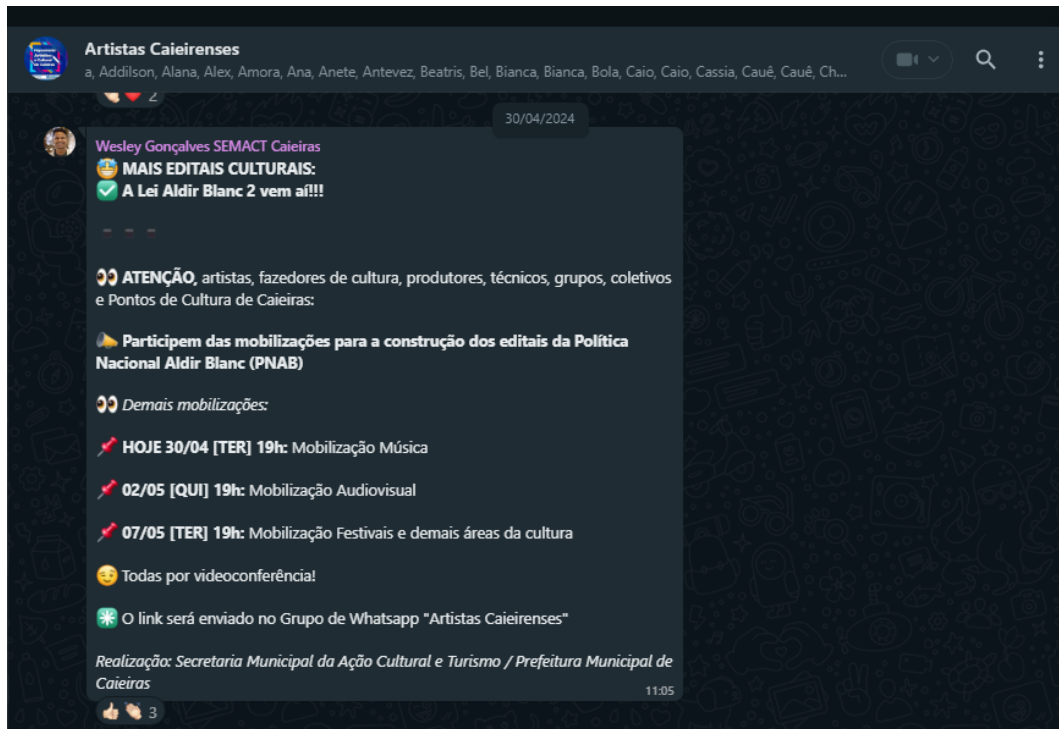 Artistas Caieirenses
a, Addilson, Alana, Alex, Amora, Ana, Anete, Antevez, Beatris, Bel, Bianca, Bianca, Bola, Caio, Caio, Cassia, Cauê, Cauê, Ch...
2
30/04/2024
Wesley Gonçalves SEMACT Caieiras
🤩 MAIS EDITAIS CULTURAIS:
✅ A Lei Aldir Blanc 2 vem aí!!!
➖➖➖
👀 ATENÇÃO, artistas, fazedores de cultura, produtores, técnicos, grupos, coletivos
e Pontos de Cultura de Caieiras:
📣 Participem das mobilizações para a construção dos editais da Política
Nacional Aldir Blanc (PNAB)
👀 Demais mobilizações:
📌 HOJE 30/04 [TER] 19h: Mobilização Música
📌 02/05 [QUI] 19h: Mobilização Audiovisual
📌 07/05 [TER] 19h: Mobilização Festivais e demais áreas da cultura
😉 Todas por videoconferência!
✳️ O link será enviado no Grupo de Whatsapp "Artistas Caieirenses"
Realização: Secretaria Municipal da Ação Cultural e Turismo / Prefeitura Municipal de
Caieiras
11:05
👍🏻 👏🏻 3